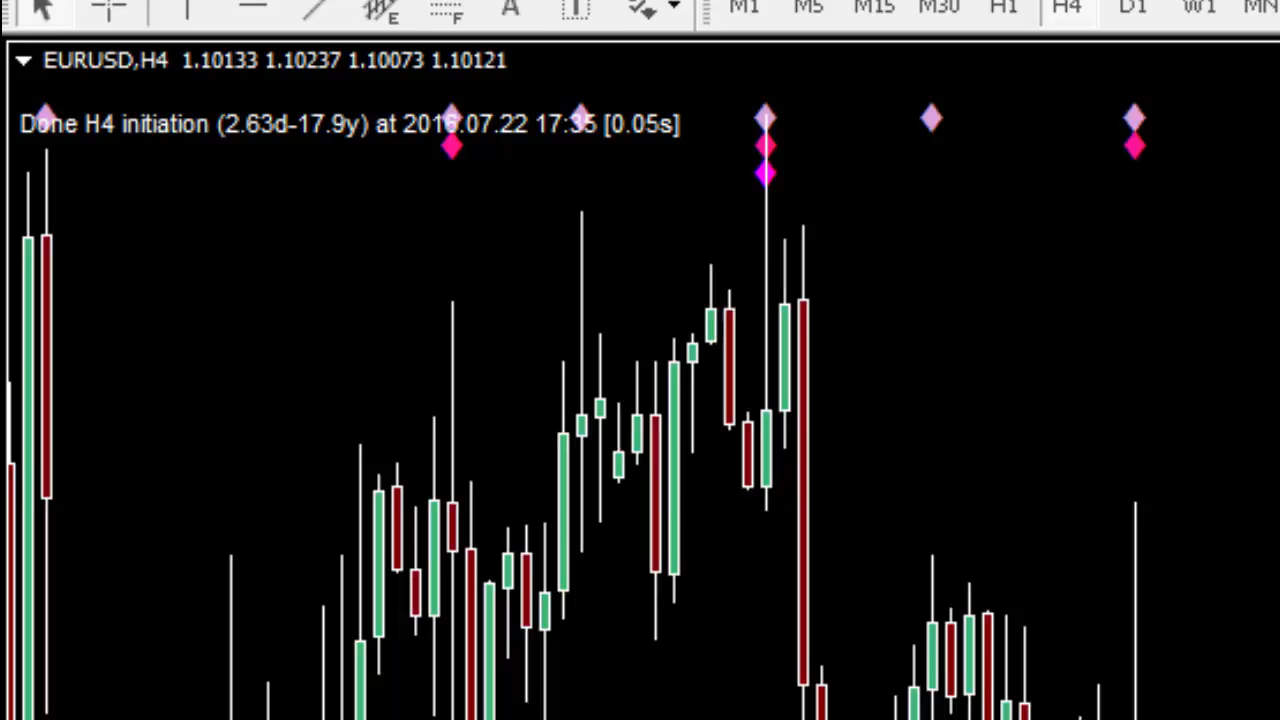 E F A T M1 M5 M15 M30 H1 H4 D1 W1 MN
EURUSD,H4 1.10133 1.10237 1.10073 1.10121
Done H4 initiation (2.63d-17.9y) at 2016.07.22 17:35 [0.05s]